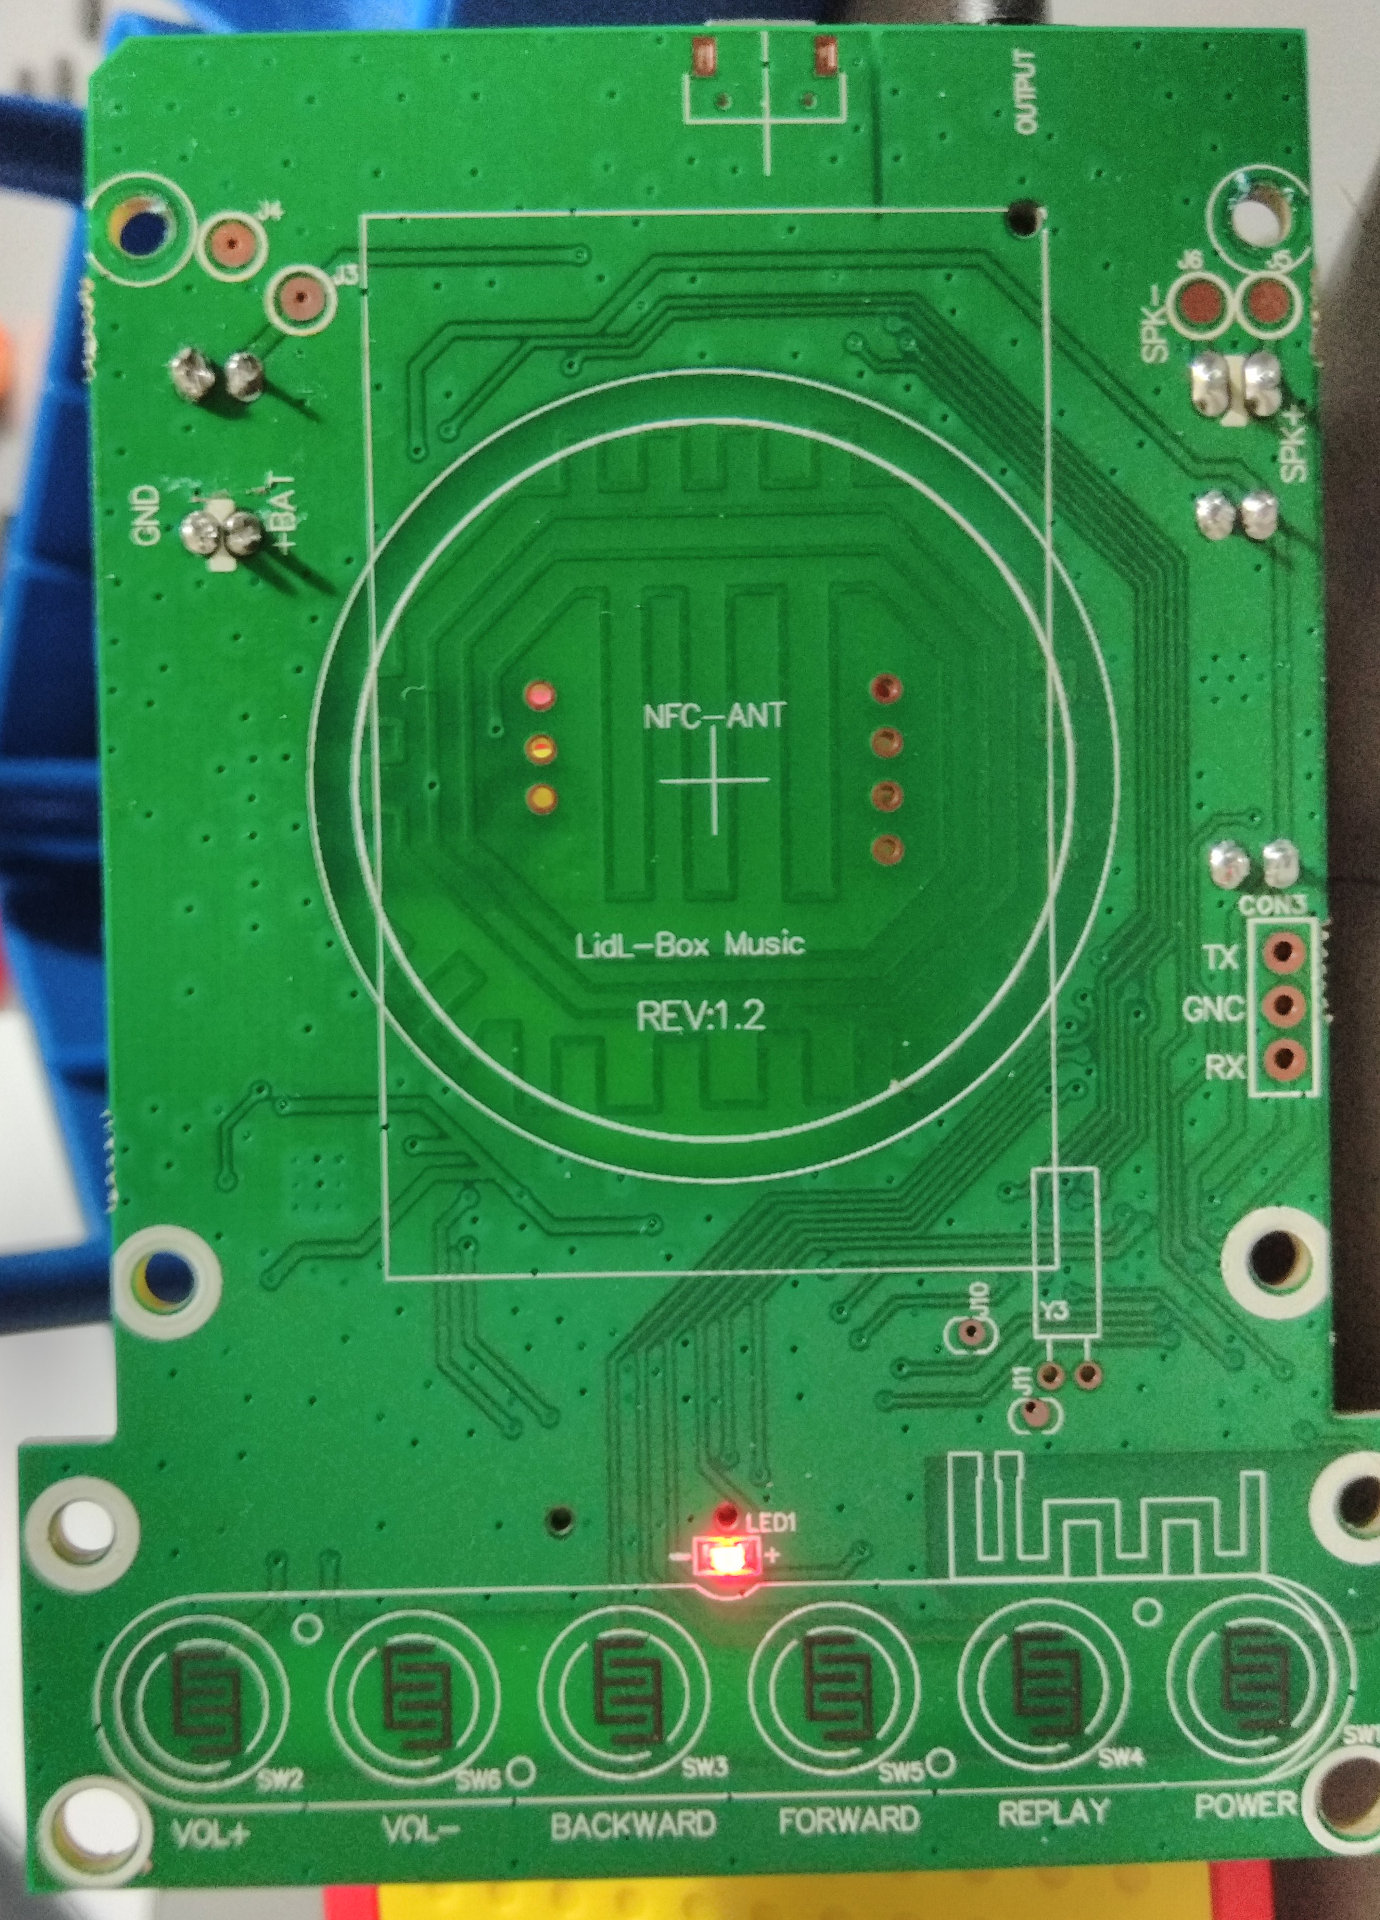 OUTPUT
J4
J3
J6
J5
SPK-
SPK+
GND
+BAT
NFC-ANT
LidL-Box Music
REV:1.2
CON3
TX
GNC
RX
J10
Y3
J11
LED1
- +
SW2
SW6
SW3
SW5
SW4
VOL+
VOL-
BACKWARD
FORWARD
REPLAY
POWER